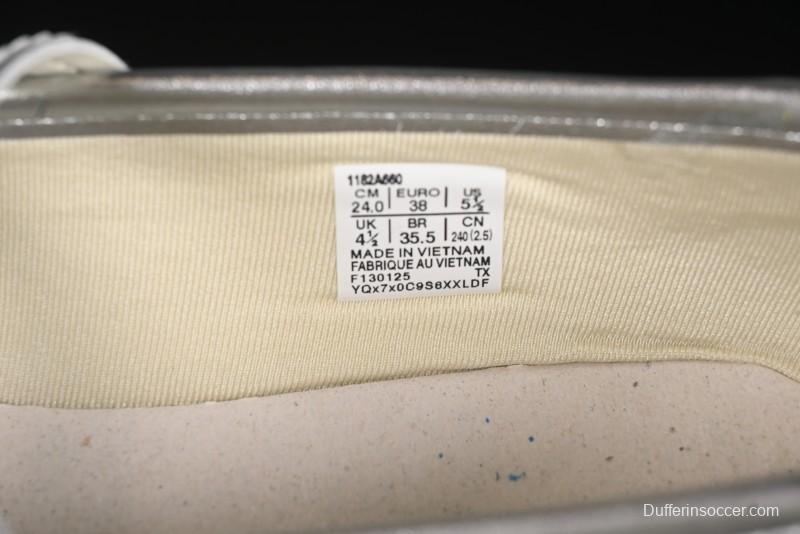 1182A660
CM | EURO | US
24.0 | 38 | 5½
UK | BR | CN
4½ | 35.5 | 240 (2.5)
MADE IN VIETNAM
FABRIQUE AU VIETNAM
F130125 TX
YQx7x0C9S6XXLDF
Dufferinsoccer.com